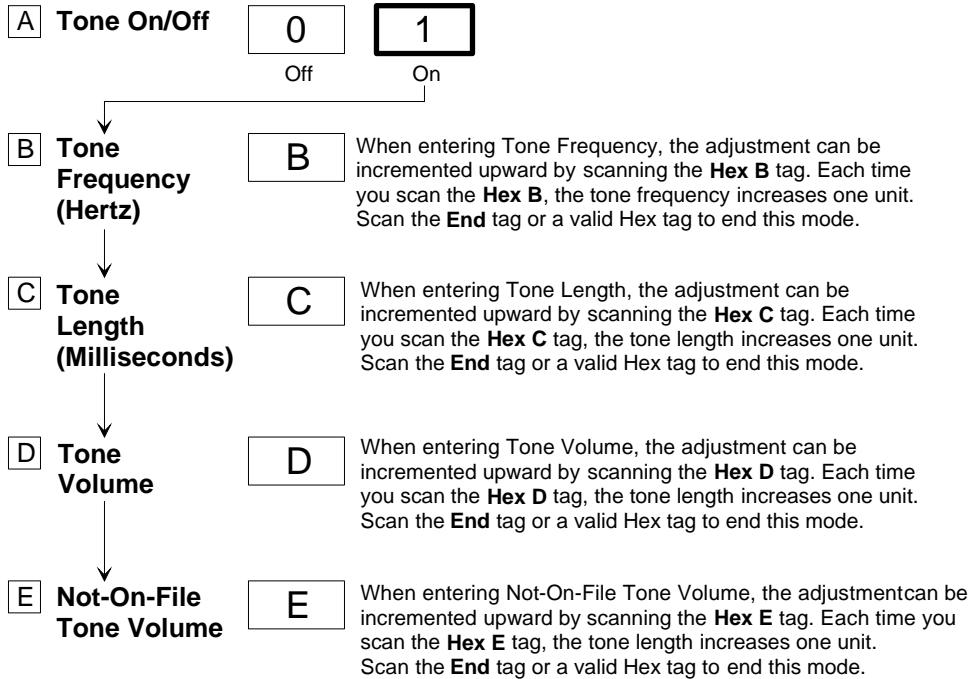 A Tone On/Off 0 1
Off On
B Tone Frequency (Hertz)
B
When entering Tone Frequency, the adjustment can be
incremented upward by scanning the Hex B tag. Each time
you scan the Hex B, the tone frequency increases one unit.
Scan the End tag or a valid Hex tag to end this mode.
C Tone
Length
(Milliseconds)
C
When entering Tone Length, the adjustment can be
incremented upward by scanning the Hex C tag. Each time
you scan the Hex C tag, the tone length increases one unit.
Scan the End tag or a valid Hex tag to end this mode.
D Tone
Volume
D
When entering Tone Volume, the adjustment can be
incremented upward by scanning the Hex D tag. Each time
you scan the Hex D tag, the tone length increases one unit.
Scan the End tag or a valid Hex tag to end this mode.
E Not-On-File
Tone Volume
E
When entering Not-On-File Tone Volume, the adjustmentcan be
incremented upward by scanning the Hex E tag. Each time you
scan the Hex E tag, the tone length increases one unit.
Scan the End tag or a valid Hex tag to end this mode.